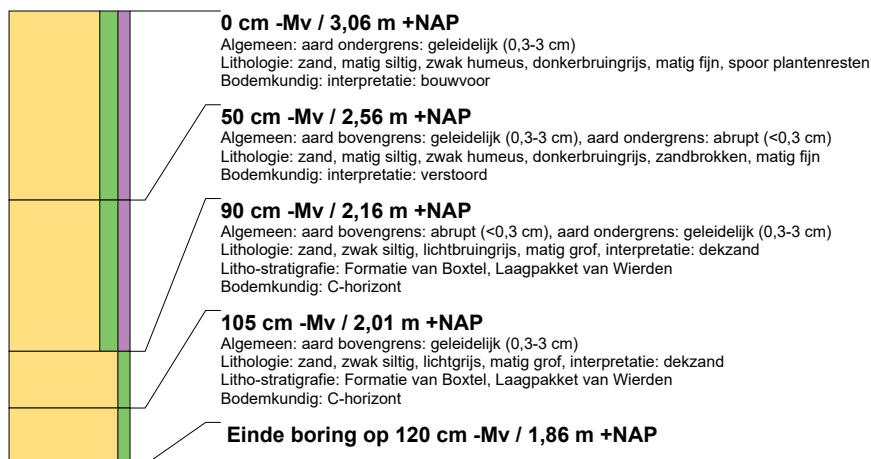 0 cm -Mv / 3,06 m +NAP
Algemeen: aard ondergrens: geleidelijk (0,3-3 cm)
Lithologie: zand, matig siltig, zwak humeus, donkerbruingrijs, matig fijn, spoor plantenresten
Bodemkundig: interpretatie: bouwvoor
50 cm -Mv / 2,56 m +NAP
Algemeen: aard bovengrens: geleidelijk (0,3-3 cm), aard ondergrens: abrupt (<0,3 cm)
Lithologie: zand, matig siltig, zwak humeus, donkerbruingrijs, zandbrokken, matig fijn
Bodemkundig: interpretatie: verstoord
90 cm -Mv / 2,16 m +NAP
Algemeen: aard bovengrens: abrupt (<0,3 cm), aard ondergrens: geleidelijk (0,3-3 cm)
Lithologie: zand, zwak siltig, lichtbruingrijs, matig grof, interpretatie: dekzand
Litho-stratigrafie: Formatie van Boxtel, Laagpakket van Wierden
Bodemkundig: C-horizont
105 cm -Mv / 2,01 m +NAP
Algemeen: aard bovengrens: geleidelijk (0,3-3 cm)
Lithologie: zand, zwak siltig, lichtgrijs, matig grof, interpretatie: dekzand
Litho-stratigrafie: Formatie van Boxtel, Laagpakket van Wierden
Bodemkundig: C-horizont
Einde boring op 120 cm -Mv / 1,86 m +NAP